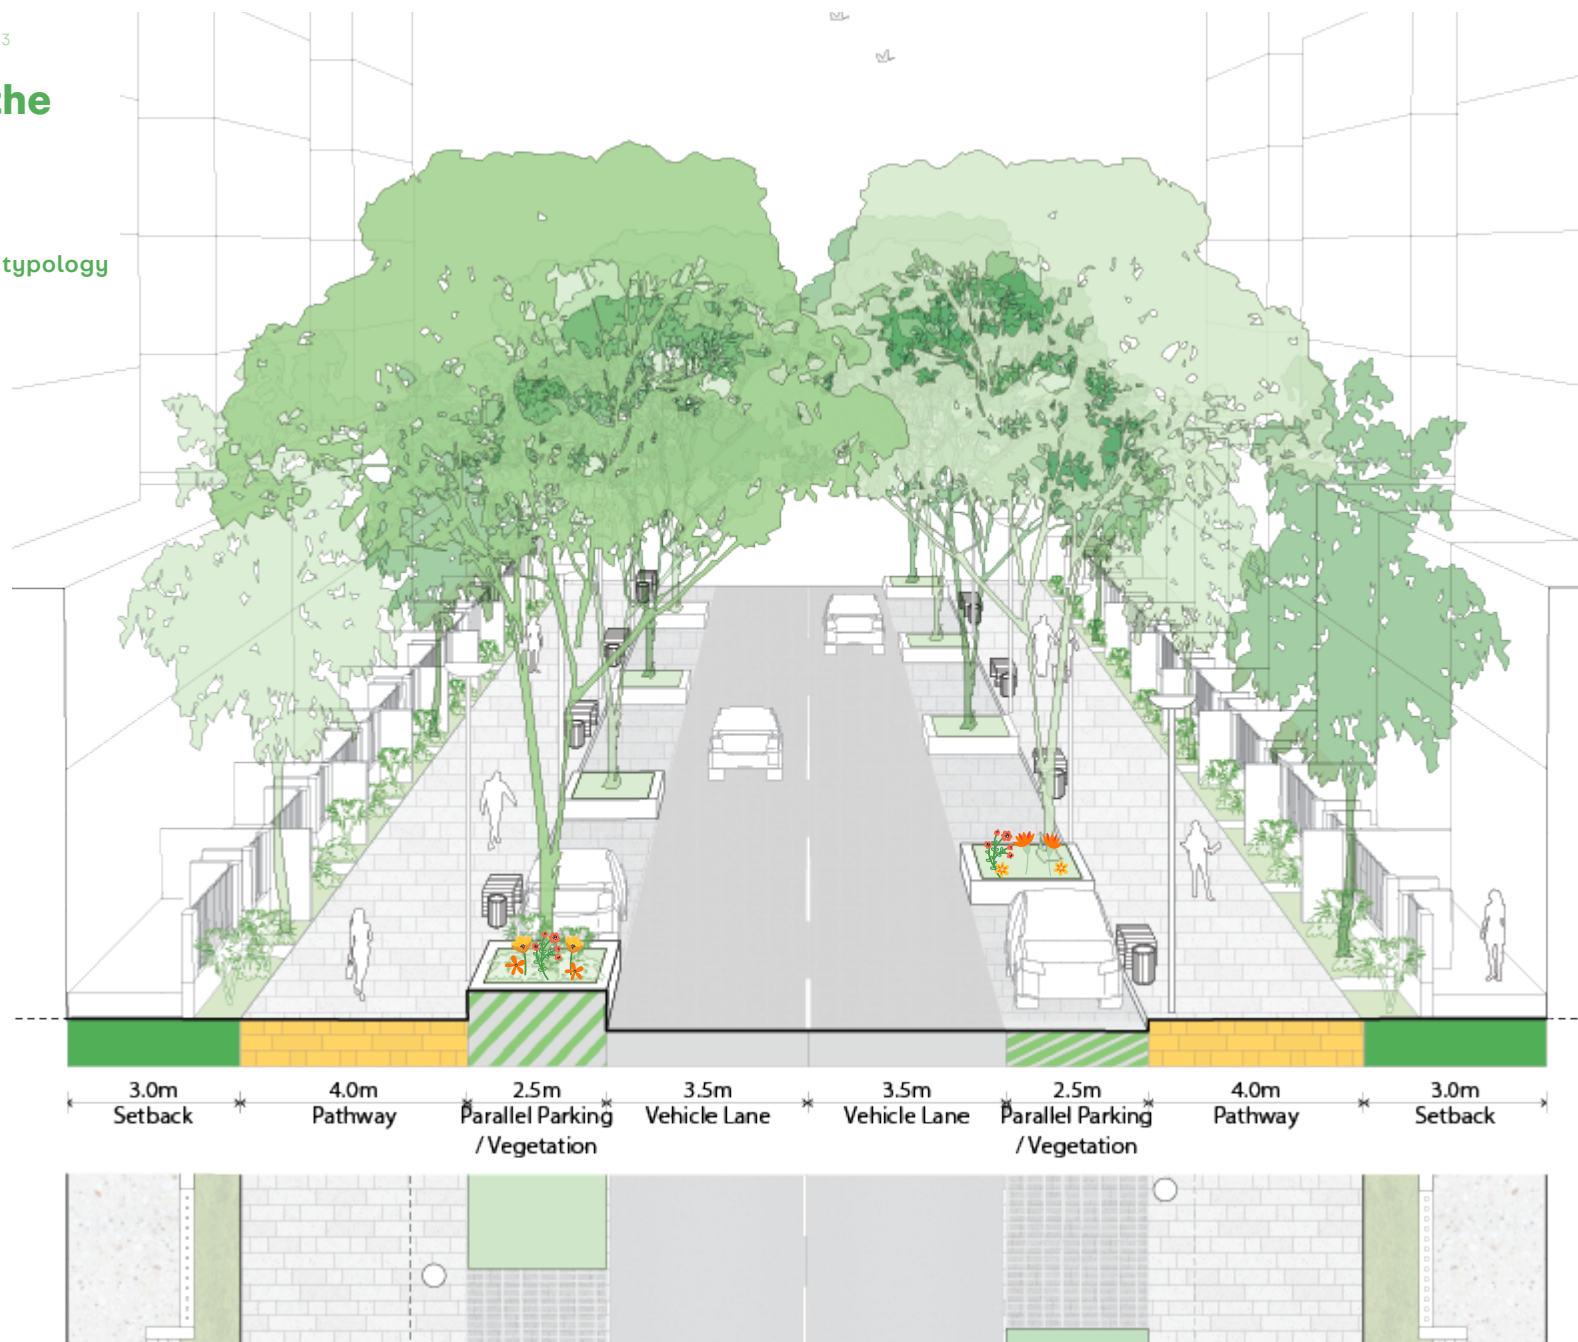 3
the
typology
3.0m 4.0m 2.5m 3.5m 3.5m 2.5m 4.0m 3.0m
Setback Pathway Parallel Parking Vehicle Lane Vehicle Lane Parallel Parking Pathway Setback
/ Vegetation / Vegetation